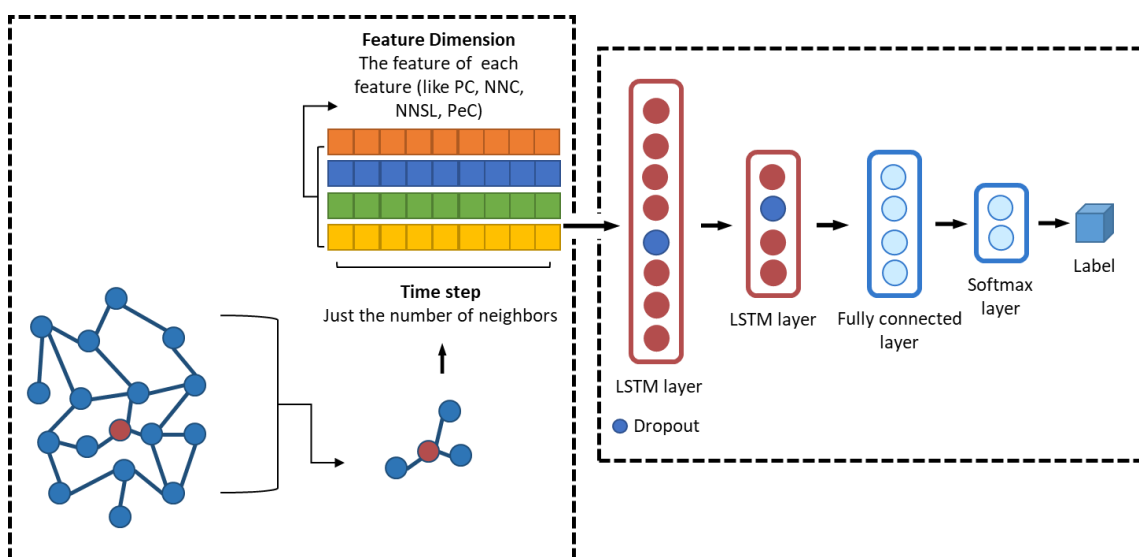 Feature Dimension
The feature of each
feature (like PC, NNC,
NNSL, PeC)
Time step
Just the number of neighbors
LSTM layer
Dropout
LSTM layer
Fully connected
layer
Softmax
layer
Label